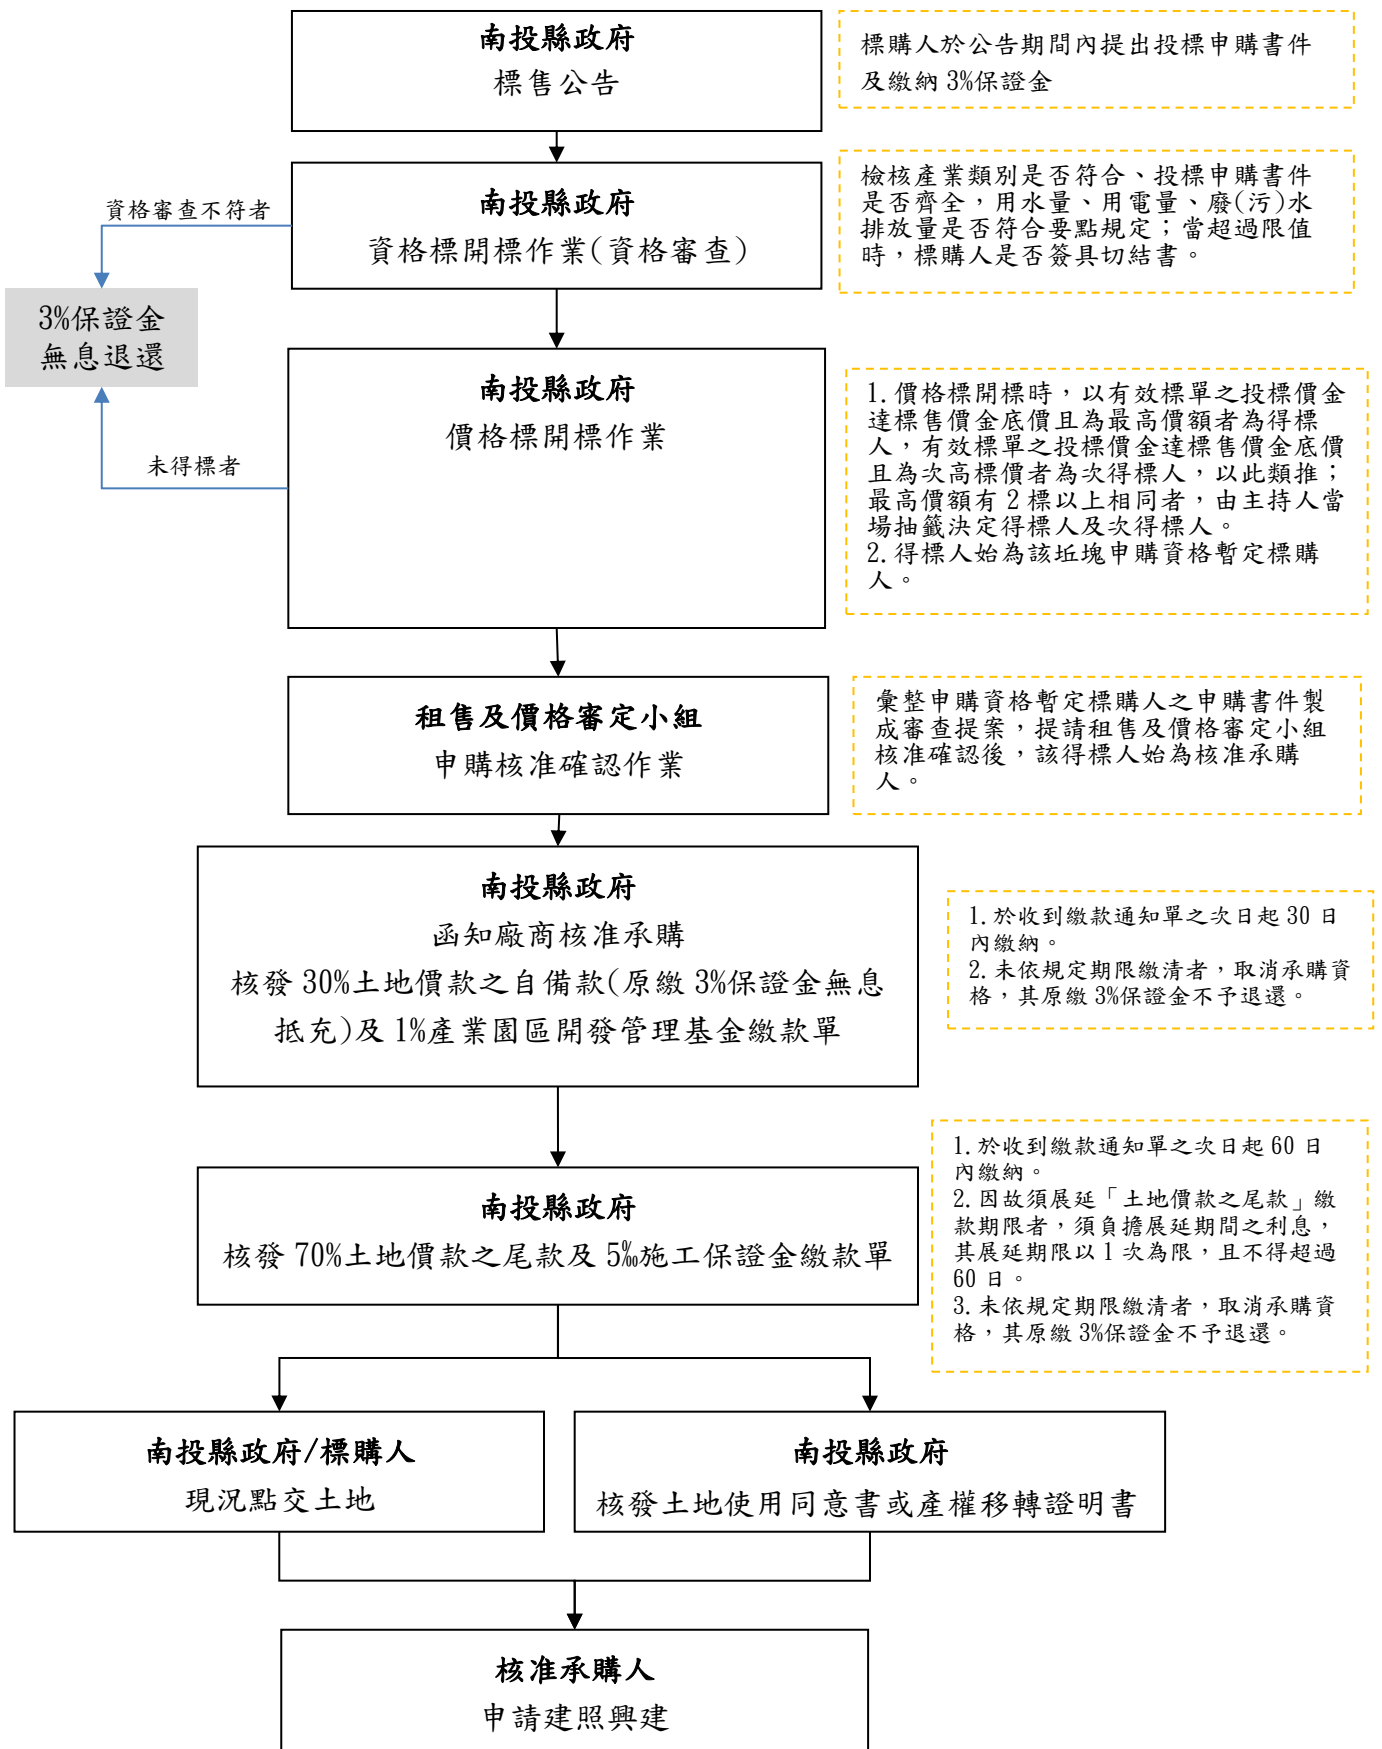 南投縣政府
標售公告
標購人於公告期間內提出投標申購書件
及繳納 3%保證金
南投縣政府
資格標開標作業(資格審查)
檢核產業類別是否符合、投標申購書件
是否齊全，用水量、用電量、廢(污)水
排放量是否符合要點規定；當超過限值
時，標購人是否簽具切結書。
資格審查不符者
3%保證金
無息退還
未得標者
南投縣政府
價格標開標作業
1. 價格標開標時，以有效標單之投標價金
達標售價金底價且為最高價額者為得標
人，有效標單之投標價金達標售價金底價
且為次高標價者為次得標人，以此類推；
最高價額有 2 標以上相同者，由主持人當
場抽籤決定得標人及次得標人。
2. 得標人始為該坵塊申購資格暫定標購
人。
租售及價格審定小組
申購核准確認作業
彙整申購資格暫定標購人之申購書件製
成審查提案，提請租售及價格審定小組
核准確認後，該得標人始為核准承購
人。
南投縣政府
函知廠商核准承購
核發 30%土地價款之自備款(原繳 3%保證金無息
抵充)及 1%產業園區開發管理基金繳款單
1. 於收到繳款通知單之次日起 30 日
內繳納。
2. 未依規定期限繳清者，取消承購資
格，其原繳 3%保證金不予退還。
南投縣政府
核發 70%土地價款之尾款及 5‰施工保證金繳款單
1. 於收到繳款通知單之次日起 60 日
內繳納。
2. 因故須展延「土地價款之尾款」繳
款期限者，須負擔展延期間之利息，
其展延期限以 1 次為限，且不得超過
60 日。
3. 未依規定期限繳清者，取消承購資
格，其原繳 3%保證金不予退還。
南投縣政府/標購人
現況點交土地
南投縣政府
核發土地使用同意書或產權移轉證明書
核准承購人
申請建照興建